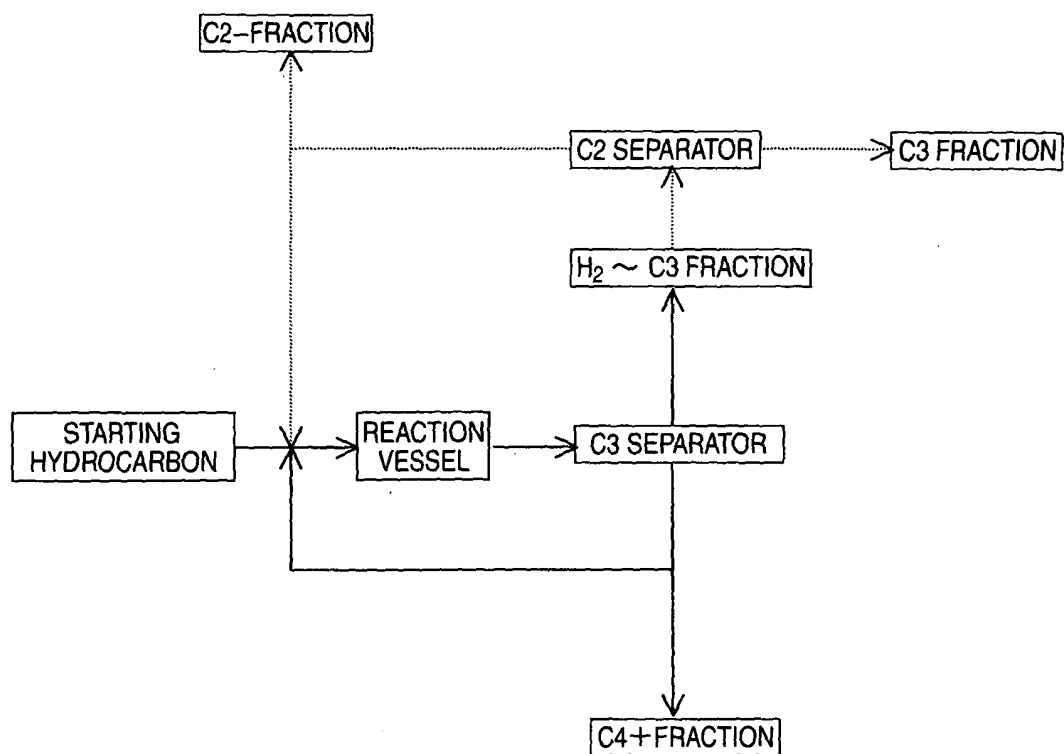 C2-FRACTION
C2 SEPARATOR
C3 FRACTION
H₂ ~ C3 FRACTION
STARTING
HYDROCARBON
REACTION
VESSEL
C3 SEPARATOR
C4+FRACTION